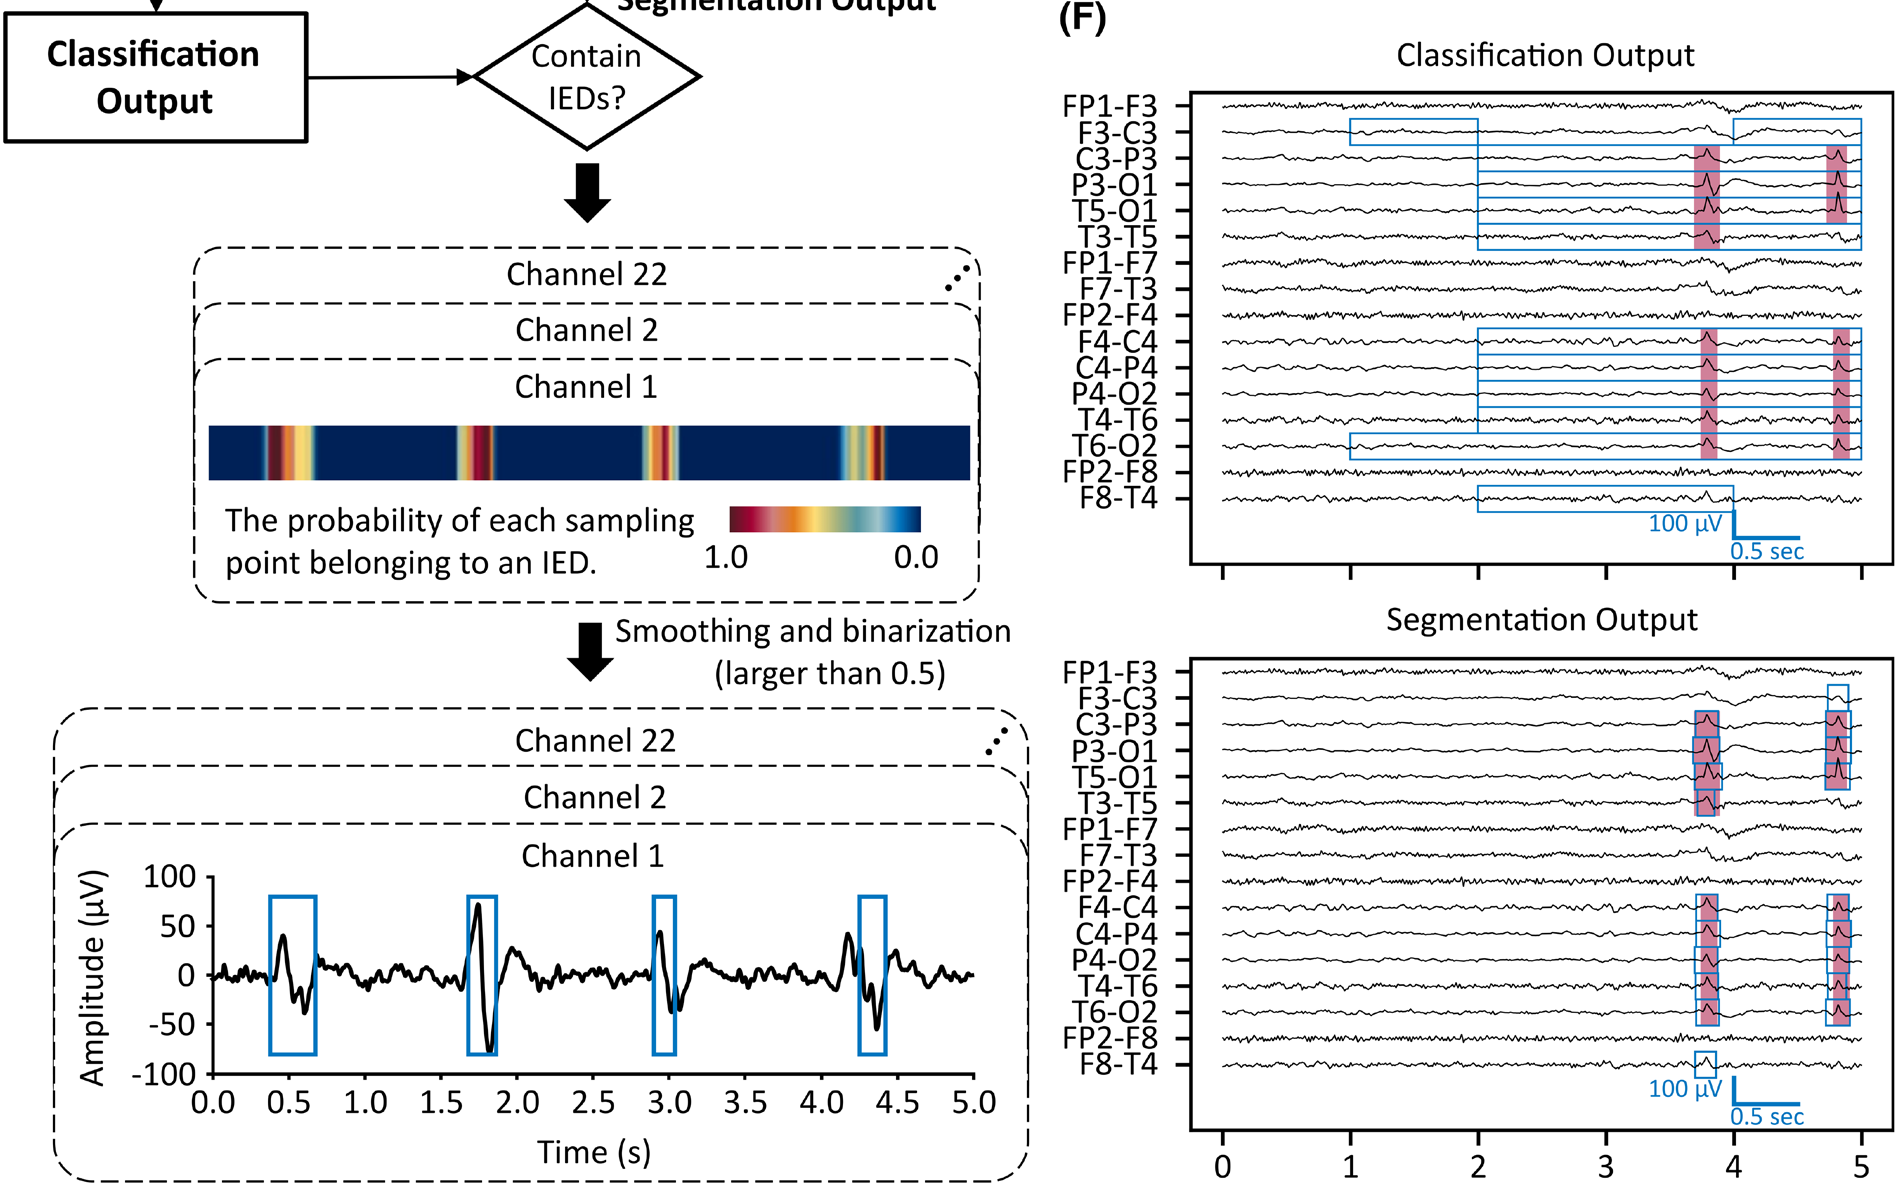 Segmentation Output
Classification
Output
Contain
IEDs?
Channel 22
Channel 2
Channel 1
The probability of each sampling
point belonging to an IED.
1.0 0.0
Smoothing and binarization
(larger than 0.5)
Channel 22
Channel 2
Channel 1
Amplitude (µV)
100
50
0
-50
-100
0.0 0.5 1.0 1.5 2.0 2.5 3.0 3.5 4.0 4.5 5.0
Time (s)
(F)
Classification Output
FP1-F3
F3-C3
C3-P3
P3-O1
T5-O1
T3-T5
FP1-F7
F7-T3
FP2-F4
F4-C4
C4-P4
P4-O2
T4-T6
T6-O2
FP2-F8
F8-T4
100 µV
0.5 sec
Segmentation Output
FP1-F3
F3-C3
C3-P3
P3-O1
T5-O1
T3-T5
FP1-F7
F7-T3
FP2-F4
F4-C4
C4-P4
P4-O2
T4-T6
T6-O2
FP2-F8
F8-T4
100 µV
0.5 sec
0 1 2 3 4 5